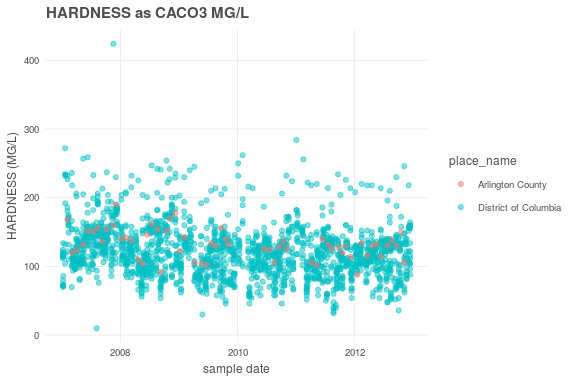 HARDNESS as CACO3 MG/L
HARDNESS (MG/L)
400
300
200
100
0
2008
2010
2012
sample date
place_name
Arlington County
District of Columbia